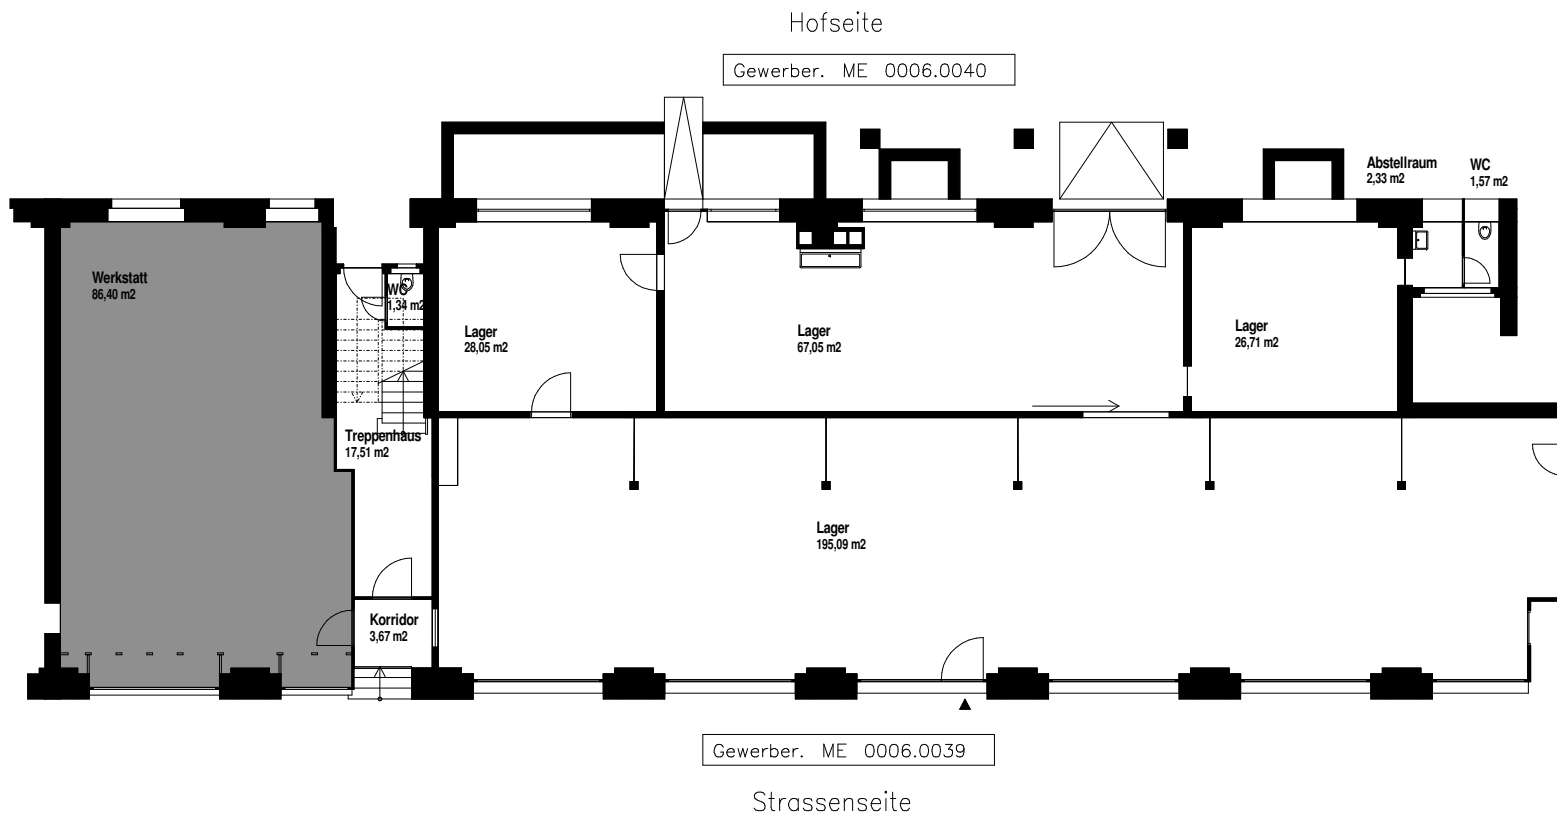 Hofseite
Gewerber. ME 0006.0040
Abstellraum
2,33 m2
WC
1,57 m2
Werkstatt
86,40 m2
WC
1,34 m2
Lager
28,05 m2
Lager
67,05 m2
Lager
26,71 m2
Treppenhaus
17,51 m2
Lager
195,09 m2
Korridor
3,67 m2
Gewerber. ME 0006.0039
Strassenseite